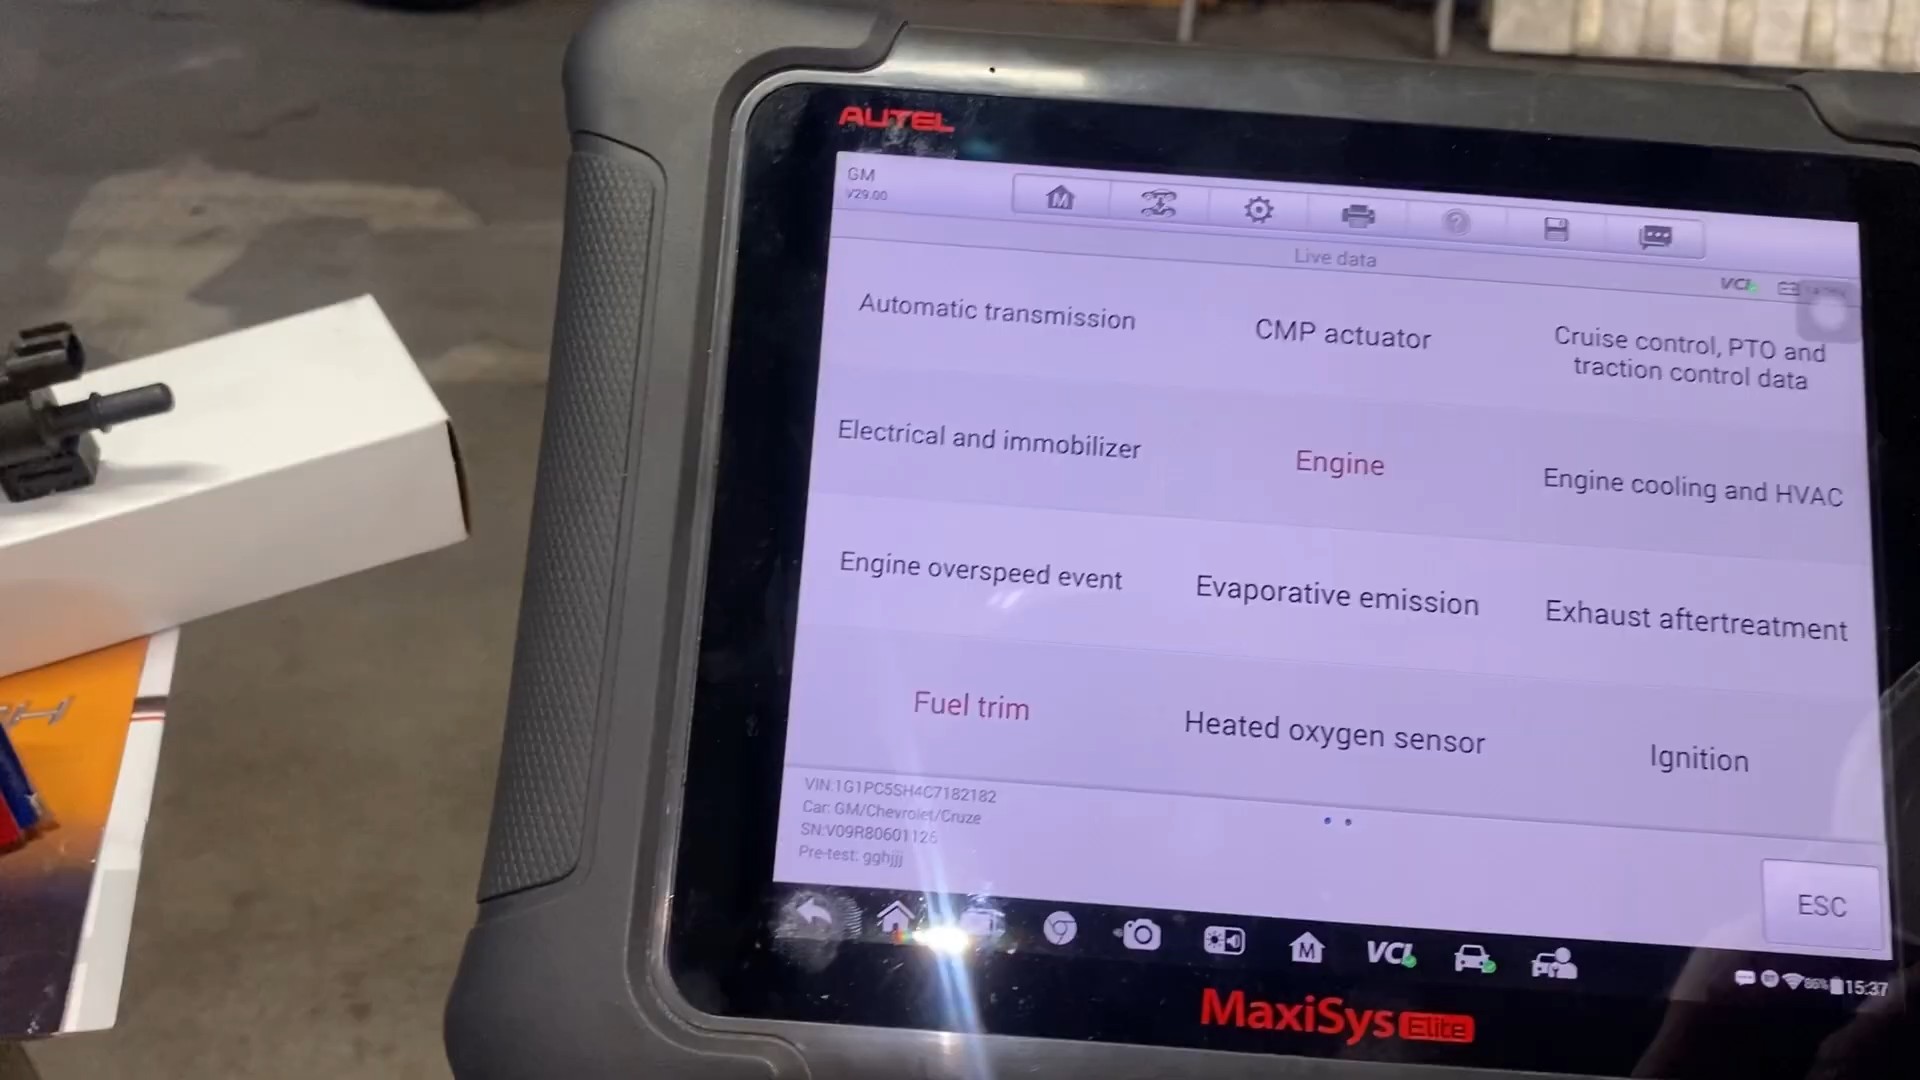 AUTEL
GM
V29.00
Live data
VCI
Automatic transmission
CMP actuator
Cruise control, PTO and
traction control data
Electrical and immobilizer
Engine
Engine cooling and HVAC
Engine overspeed event
Evaporative emission
Exhaust aftertreatment
Fuel trim
Heated oxygen sensor
Ignition
VIN:1G1PC5SH4C7182182
Car: GM/Chevrolet/Cruze
SN:V09R80601126
Pre-test: gghjjj
ESC
VCI
86% 15:37
MaxiSys Elite